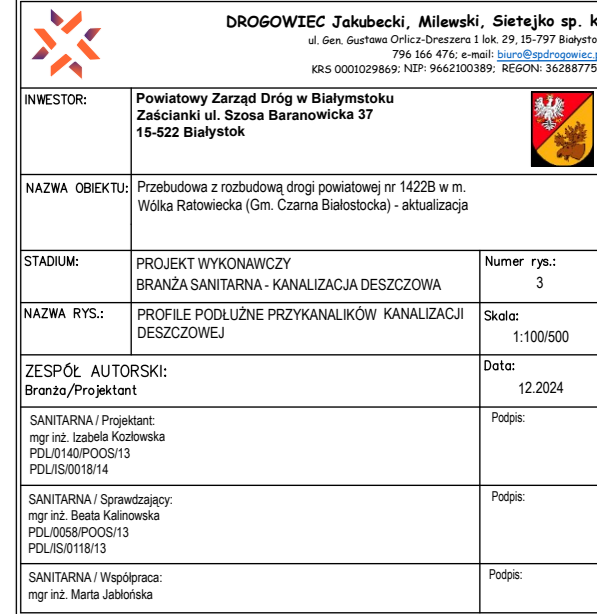 DROGOWIEC Jakubecki, Milewski, Sietejko sp. k
ul. Gen. Gustawa Orlicz-Dreszera 1 lok. 29, 15-797 Białysto
796 166 476; e-mail: biuro@spdrogowiec.p
KRS 0001029869; NIP: 9662100389; REGON: 36288775
INWESTOR:
Powiatowy Zarząd Dróg w Białymstoku
Zaścianki ul. Szosa Baranowicka 37
15-522 Białystok
NAZWA OBIEKTU:
Przebudowa z rozbudową drogi powiatowej nr 1422B w m.
Wólka Ratowiecka (Gm. Czarna Białostocka) - aktualizacja
STADIUM:
PROJEKT WYKONAWCZY
BRANŻA SANITARNA - KANALIZACJA DESZCZOWA
Numer rys.:
3
NAZWA RYS.:
PROFILE PODŁUŻNE PRZYKANALIKÓW KANALIZACJI
DESZCZOWEJ
Skala:
1:100/500
ZESPÓŁ AUTORSKI:
Branża/Projektant
Data:
12.2024
SANITARNA / Projektant:
mgr inż. Izabela Kozłowska
PDL/0140/POOS/13
PDL/IS/0018/14
Podpis:
SANITARNA / Sprawdzający:
mgr inż. Beata Kalinowska
PDL/0058/POOS/13
PDL/IS/0118/13
Podpis:
SANITARNA / Współpraca:
mgr inż. Marta Jabłońska
Podpis: